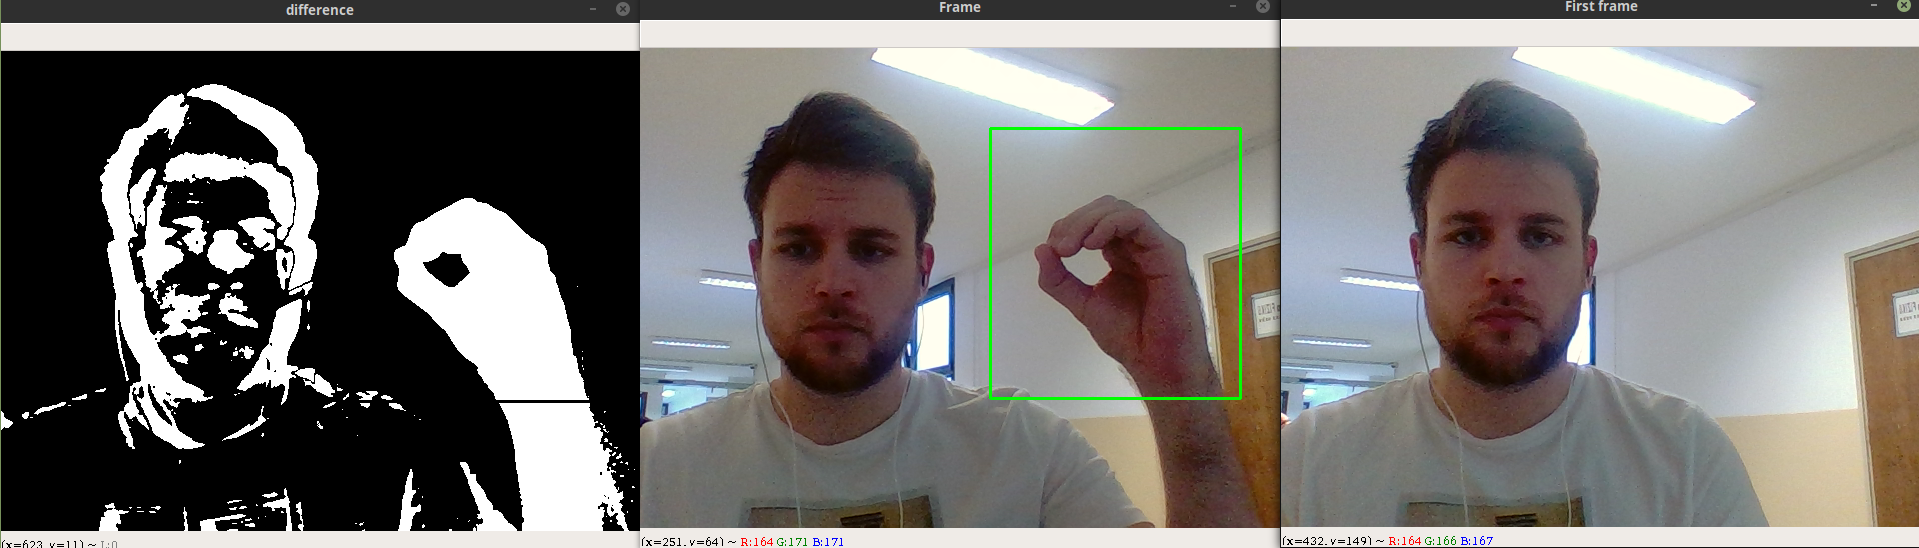 difference
Frame
First frame
(x=623, y=11) ~ L:0
(x=251, y=64) ~ R:164 G:171 B:171
(x=432, y=149) ~ R:164 G:166 B:167